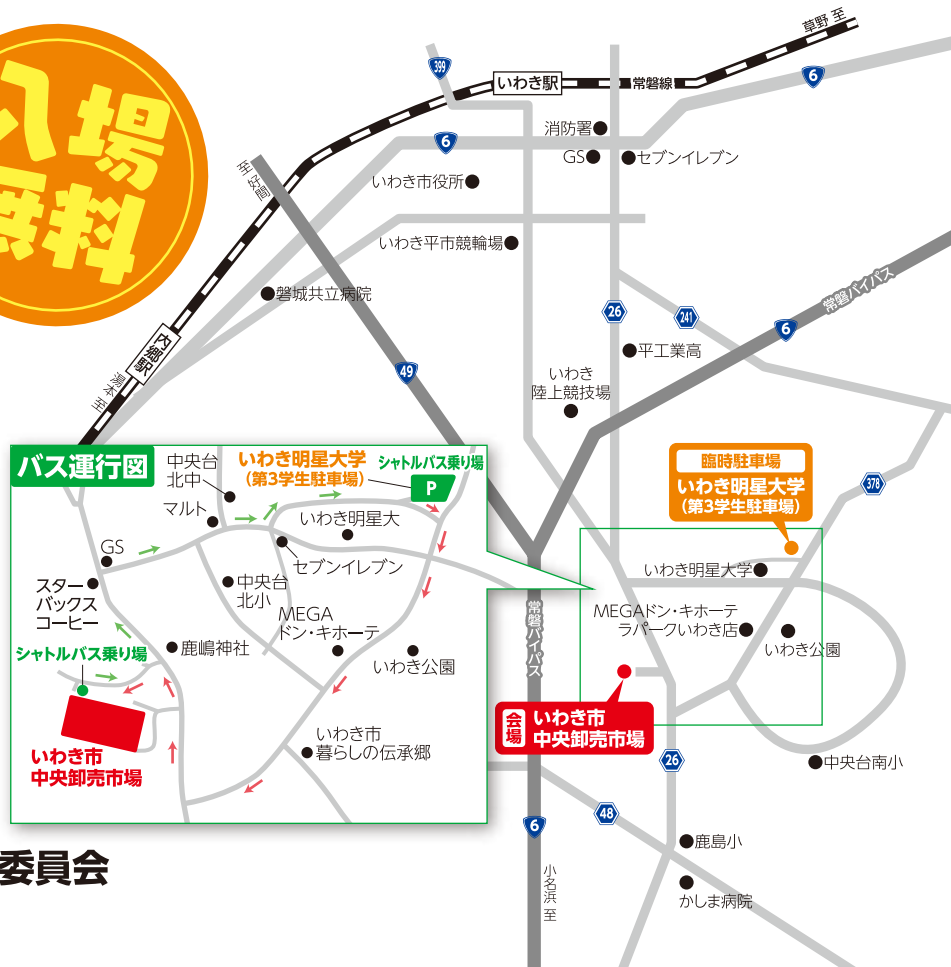 入場
無料
399
至 草野
いわき駅
常磐線
6
消防署
GS
セブンイレブン
6
至 好間
いわき市役所
いわき平市競輪場
磐城共立病院
常磐バイパス
26
241
6
内郷駅
平工業高
49
いわき
陸上競技場
湯本 至
バス運行図
中央台
北中
いわき明星大学
(第3学生駐車場)
シャトルバス乗り場
P
マルト
いわき明星大
GS
セブンイレブン
スター
バックス
コーヒー
中央台
北小
MEGA
ドン・キホーテ
鹿嶋神社
いわき公園
シャトルバス乗り場
いわき市
暮らしの伝承郷
いわき市
中央卸売市場
臨時駐車場
いわき明星大学
(第3学生駐車場)
378
いわき明星大学
常磐バイパス
MEGAドン・キホーテ
ラパークいわき店
いわき公園
会場
いわき市
中央卸売市場
26
中央台南小
48
6
鹿島小
小名浜 至
かしま病院
委員会